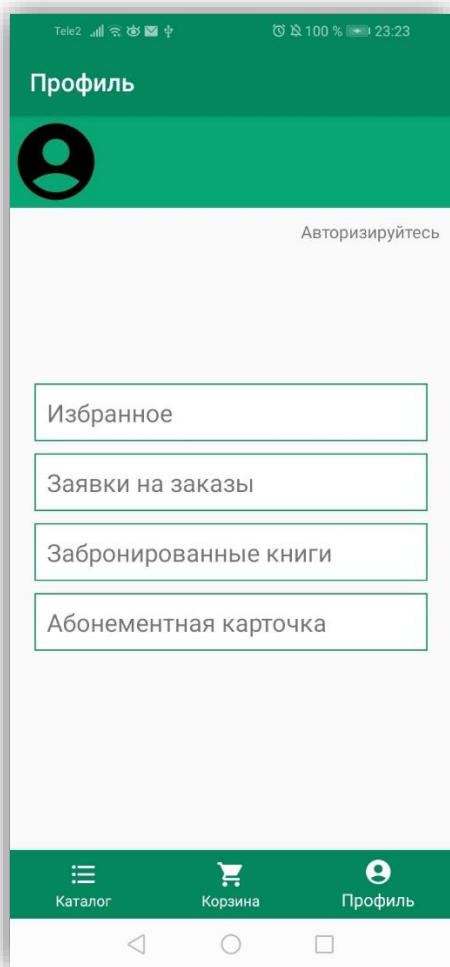 Tele2 100 % 23:23
Профиль
Авторизируйтесь
Избранное
Заявки на заказы
Забронированные книги
Абонементная карточка
Каталог Корзина Профиль